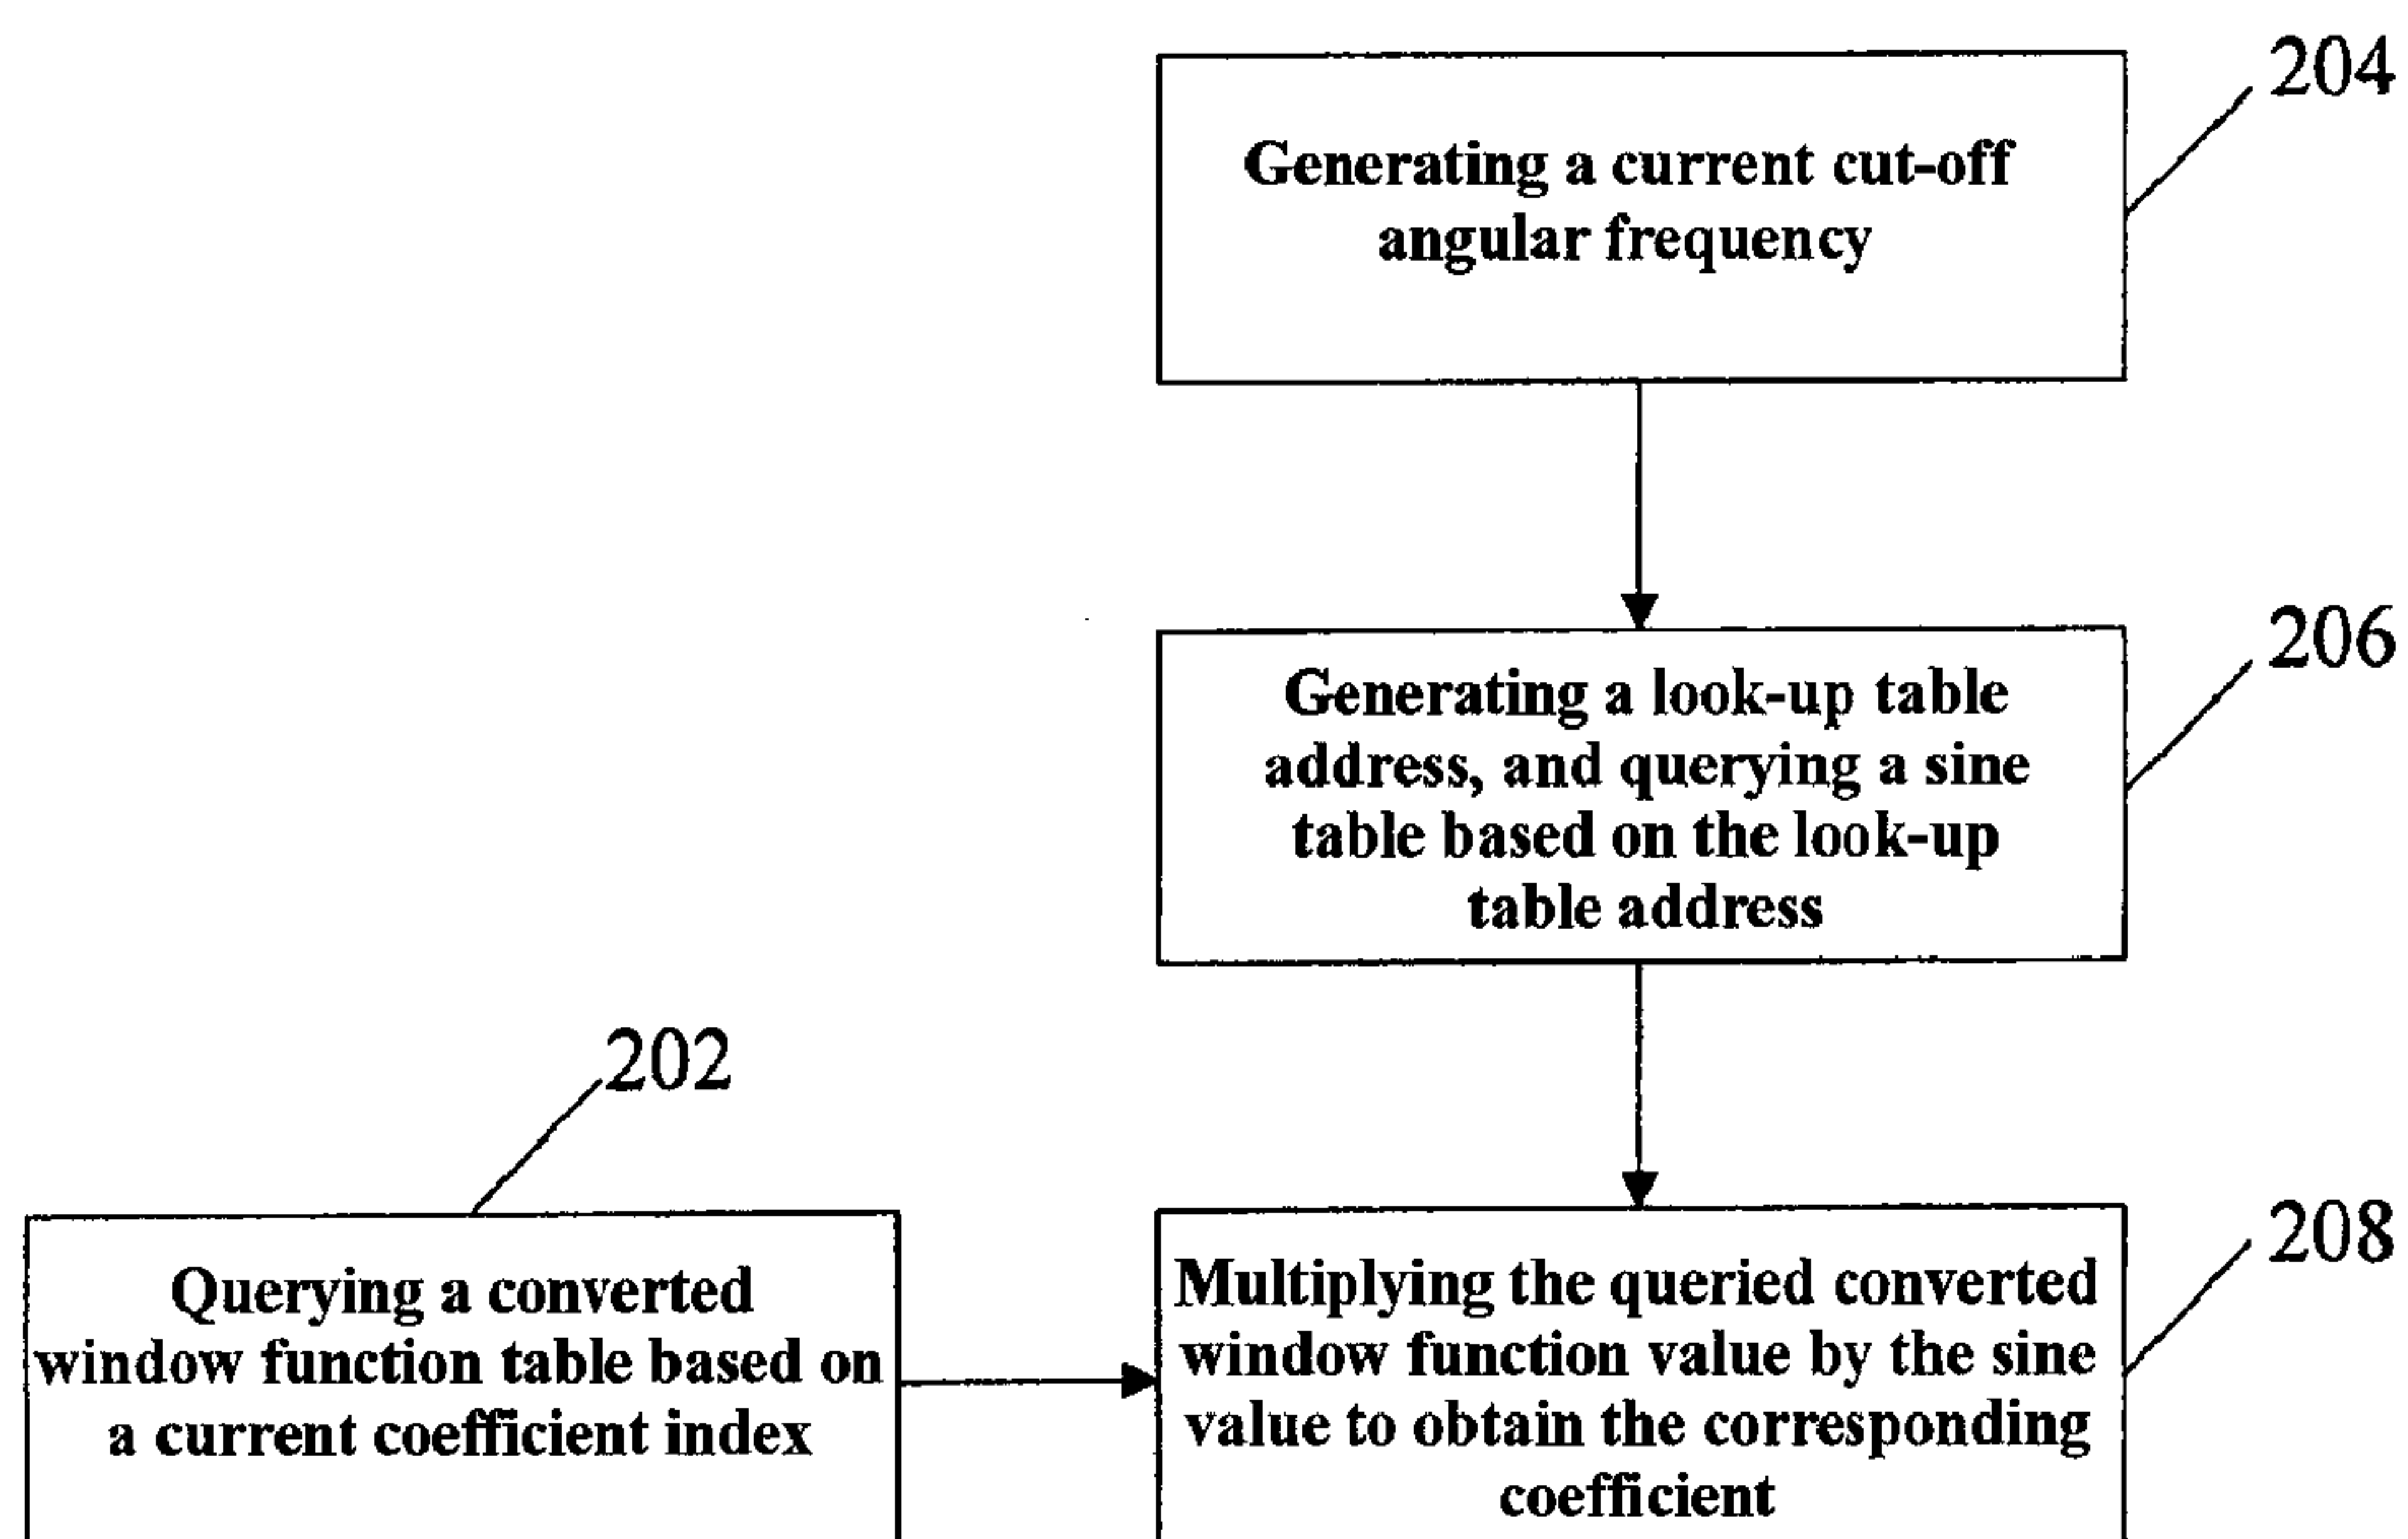 204
Generating a current cut-off
angular frequency
206
Generating a look-up table
address, and querying a sine
table based on the look-up
table address
202
Querying a converted
window function table based on
a current coefficient index
208
Multiplying the queried converted
window function value by the sine
value to obtain the corresponding
coefficient